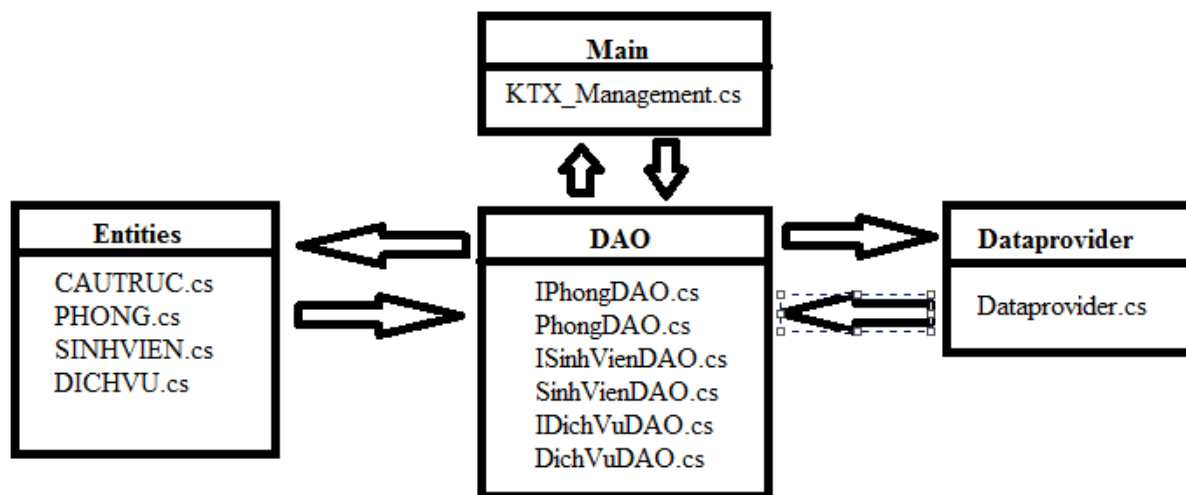 Main
KTX_Management.cs
Entities
CAUTRUC.cs
PHONG.cs
SINHVIEN.cs
DICHVU.cs
DAO
IPhongDAO.cs
PhongDAO.cs
ISinhVienDAO.cs
SinhVienDAO.cs
IDichVuDAO.cs
DichVuDAO.cs
Dataprovider
Dataprovider.cs